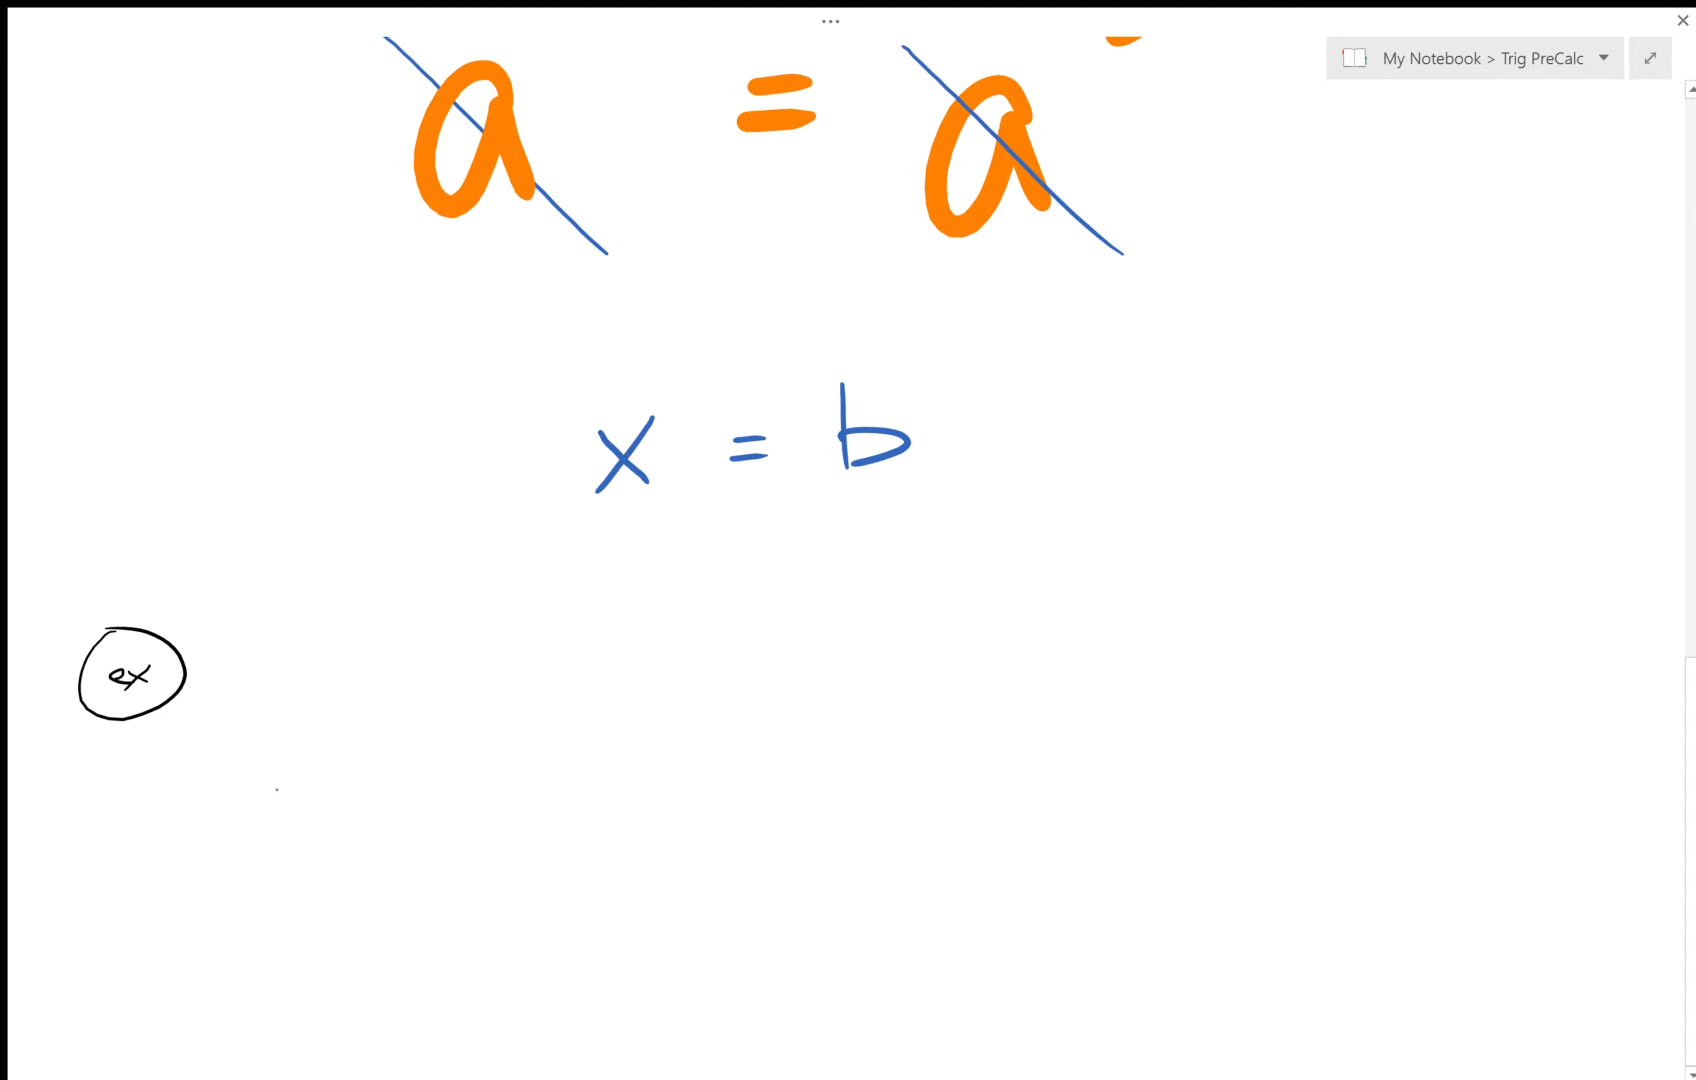 ...
My Notebook > Trig PreCalc
a = a
x = b
ex